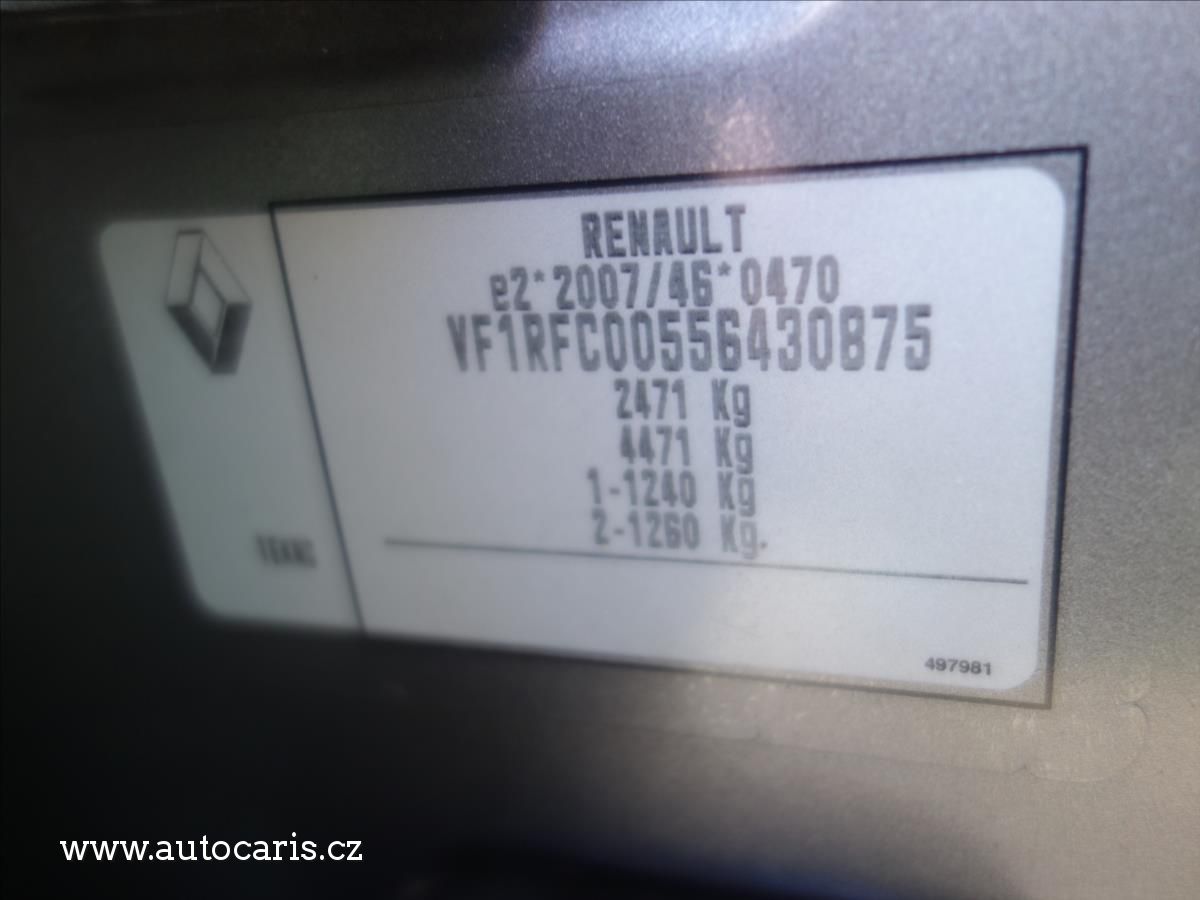 RENAULT
e2*2007/46*0470
VF1RFC00556430875
2471 Kg
4471 Kg
1-1240 Kg
2-1260 Kg.
497981
www.autocaris.cz